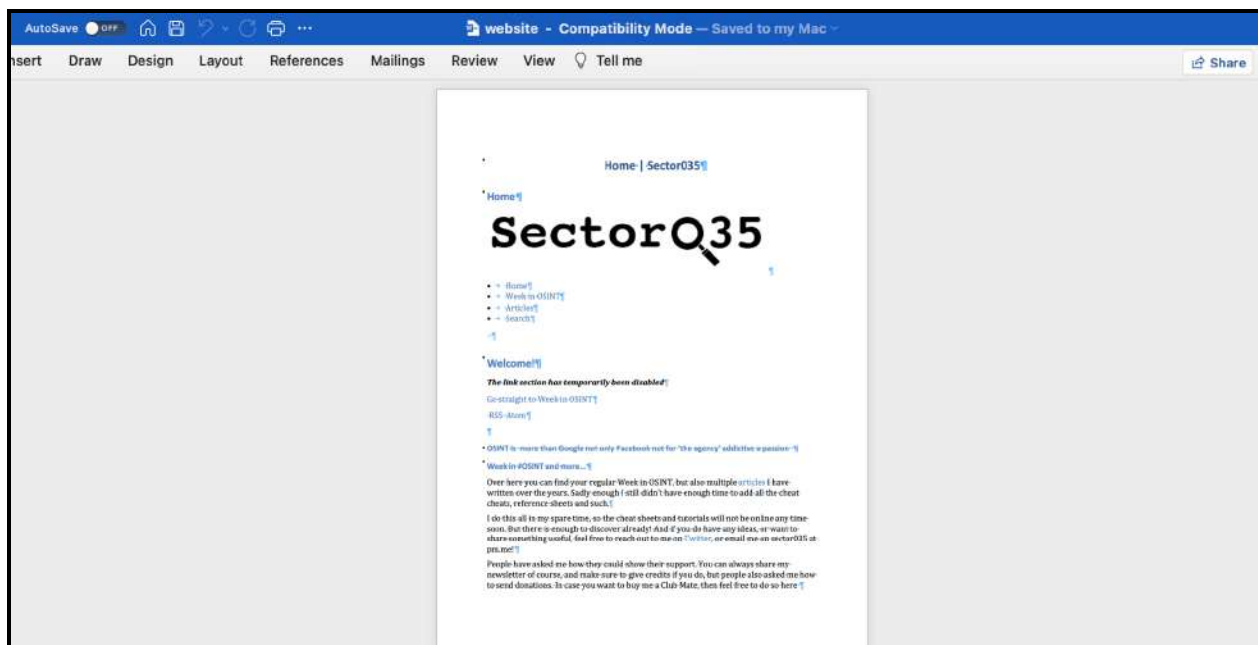 AutoSave OFF website - Compatibility Mode — Saved to my Mac
nsert Draw Design Layout References Mailings Review View Tell me Share
Home | Sector035¶
Home¶
Sector035
¶
Home¶
Week in OSINT¶
Articles¶
Search¶
¶
Welcome!¶
The link section has temporarily been disabled¶
Go straight to Week in OSINT¶
RSS Atom¶
¶
OSINT is more than Google not only Facebook not for 'the agency' addictive a passion ¶
Week in #OSINT and more...¶
Over here you can find your regular Week in OSINT, but also multiple articles I have
written over the years. Sadly enough I still didn't have enough time to add all the cheat
cheats, reference sheets and such.¶
I do this all in my spare time, so the cheat sheets and tutorials will not be online any time
soon. But there is enough to discover already! And if you do have any ideas, or want to
share something useful, feel free to reach out to me on Twitter, or email me on sector035 at
pm.me!¶
People have asked me how they could show their support. You can always share my
newsletter of course, and make sure to give credits if you do, but people also asked me how
to send donations. In case you want to buy me a Club Mate, then feel free to do so here ¶